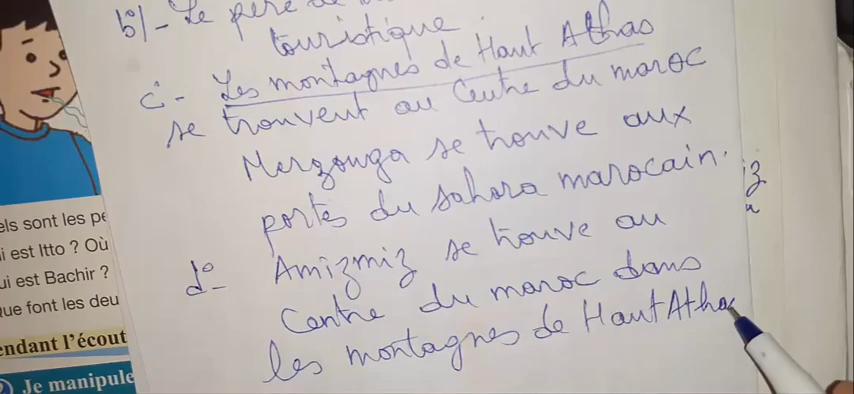 b°/- Le père de
touristique.
c°- Les montagnes de Haut Athas
se trouvent au Centre du maroc
Merzouga se trouve aux
portes du sahara marocain.
d°- Amizmiz se trouve au
Centre du maroc dans
les montagnes de Haut Athas
els sont les pe
i est Itto ? Où
ui est Bachir ?
ue font les deu
endant l'écout
Je manipule